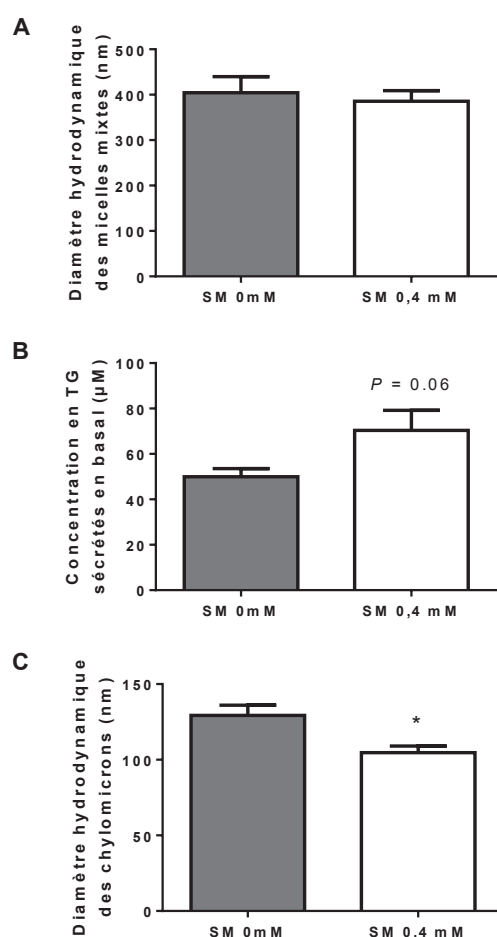 A
Diamètre hydrodynamique
des micelles mixtes (nm)
500
400
300
400
100
0
SM 0mM
SM 0,4 mM
B
Concentration en TG
sécrétés en basal (µM)
100
80
60
40
20
0
P = 0.06
SM 0mM
SM 0,4 mM
C
Diamètre hydrodynamique
des chylomicrons (nm)
150
100
50
0
*
SM 0mM
SM 0,4 mM